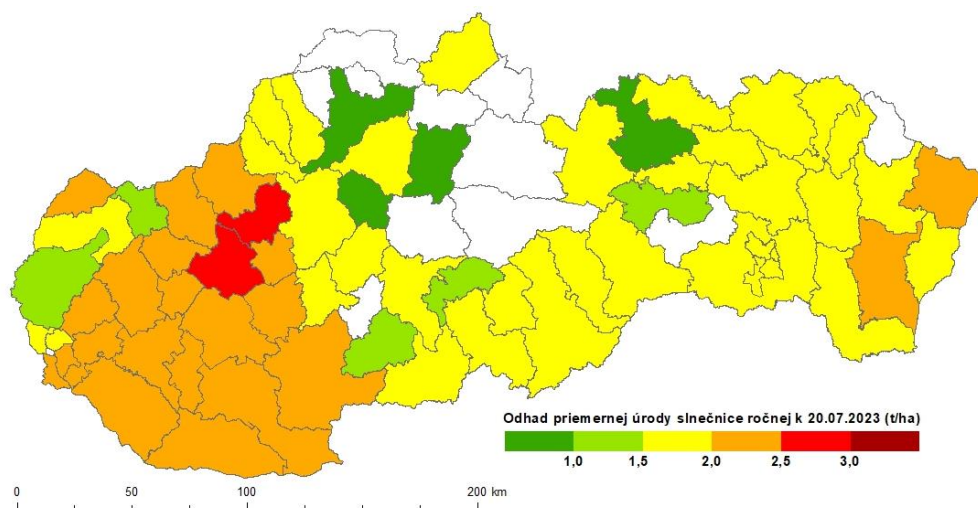 Odhad priemernej úrody slnečnice ročnej k 20.07.2023 (t/ha)
1,0 1,5 2,0 2,5 3,0
0 50 100 200 km